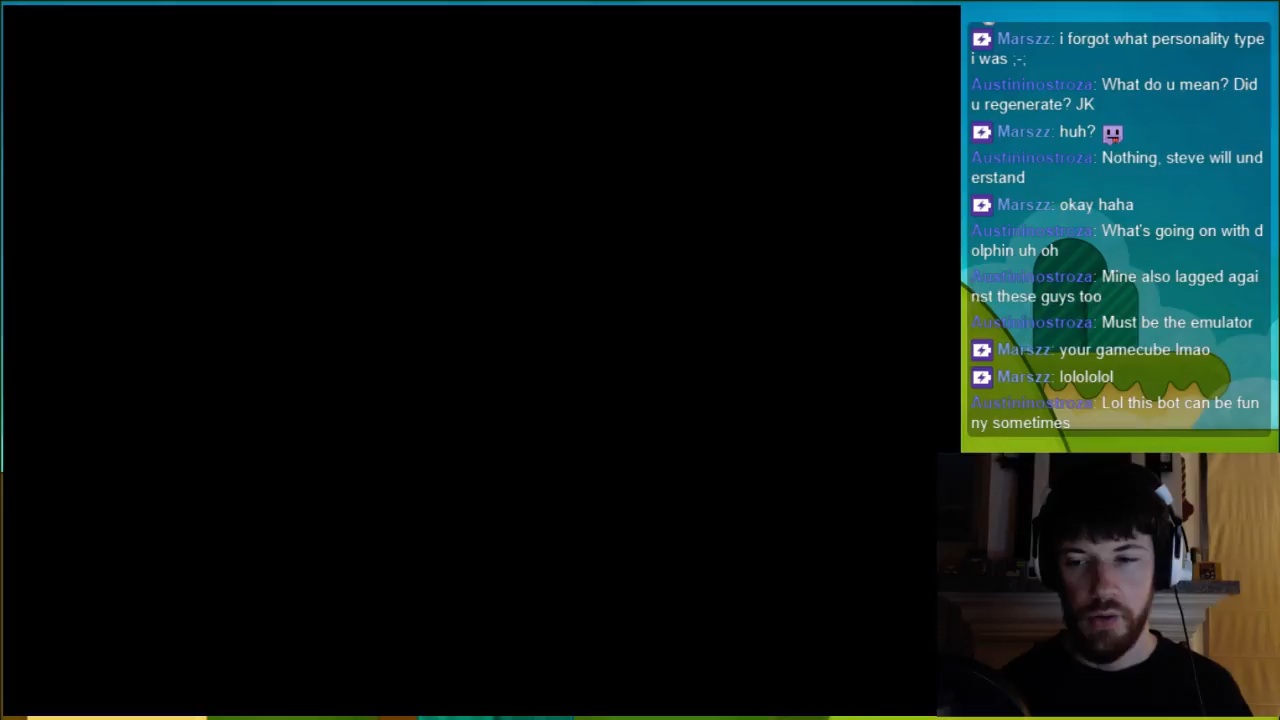 Marszz: i forgot what personality type
i was ;-;
Austininostroza: What do u mean? Did
u regenerate? JK
Marszz: huh?
Austininostroza: Nothing, steve will und
erstand
Marszz: okay haha
Austininostroza: What's going on with d
olphin uh oh
Austininostroza: Mine also lagged agai
nst these guys too
Austininostroza: Must be the emulator
Marszz: your gamecube lmao
Marszz: lolololol
Austininostroza: Lol this bot can be fun
ny sometimes